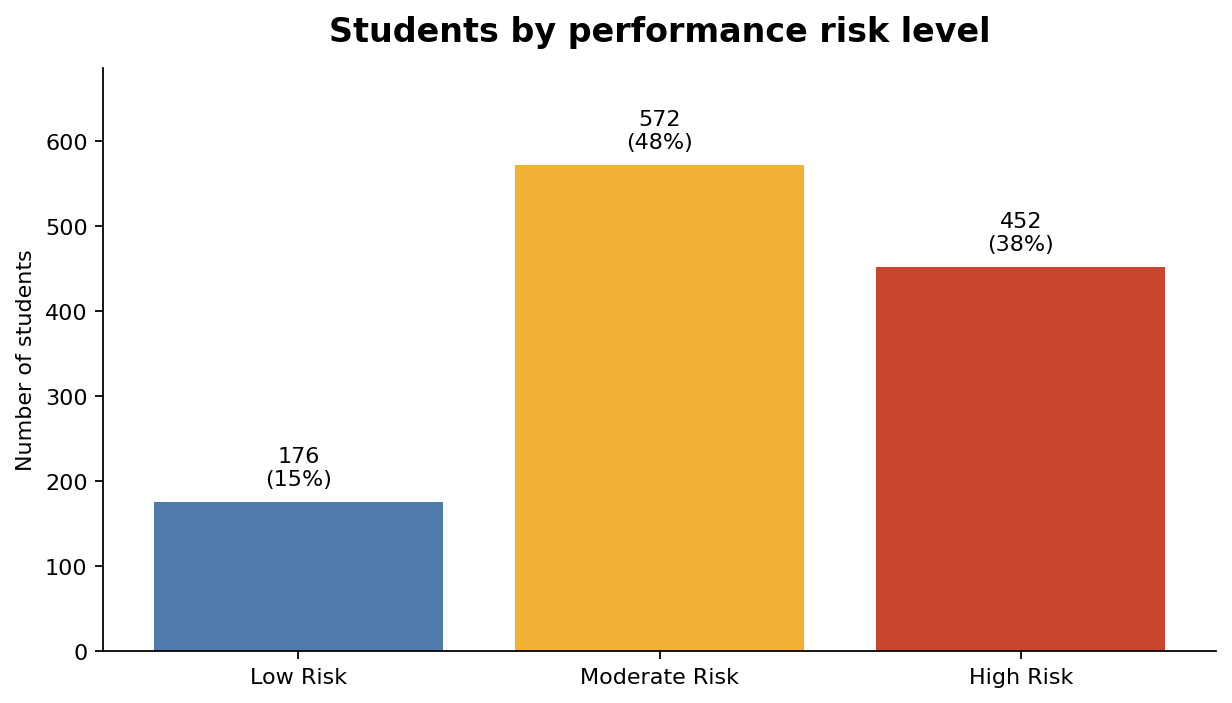 Students by performance risk level
Number of students
600
500
400
300
200
100
0
572
(48%)
452
(38%)
176
(15%)
Low Risk
Moderate Risk
High Risk